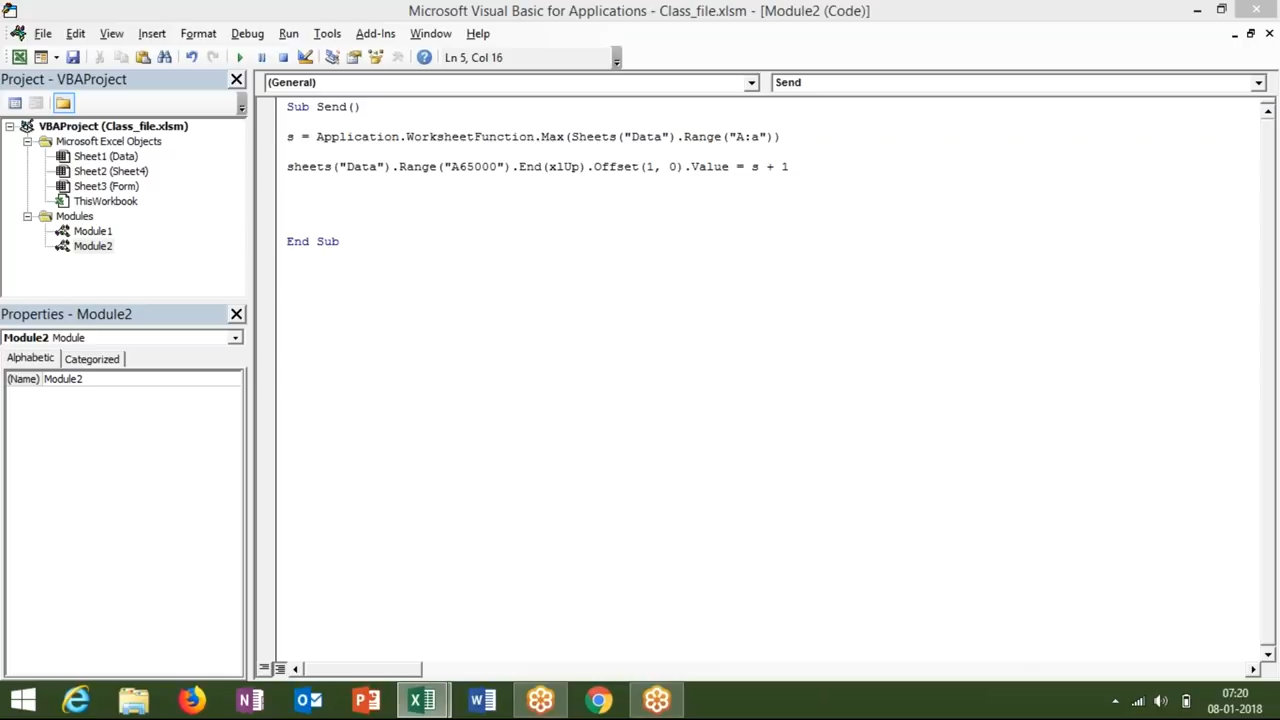 Microsoft Visual Basic for Applications - Class_file.xlsm - [Module2 (Code)]
File Edit View Insert Format Debug Run Tools Add-Ins Window Help
Ln 5, Col 16
Project - VBAProject
(General)
Send
VBAProject (Class_file.xlsm)
Microsoft Excel Objects
Sheet1 (Data)
Sheet2 (Sheet4)
Sheet3 (Form)
ThisWorkbook
Modules
Module1
Module2
Sub Send()
s = Application.WorksheetFunction.Max(Sheets("Data").Range("A:a"))
sheets("Data").Range("A65000").End(xlUp).Offset(1, 0).Value = s + 1
End Sub
Properties - Module2
Module2 Module
Alphabetic Categorized
(Name) Module2
07:20
08-01-2018